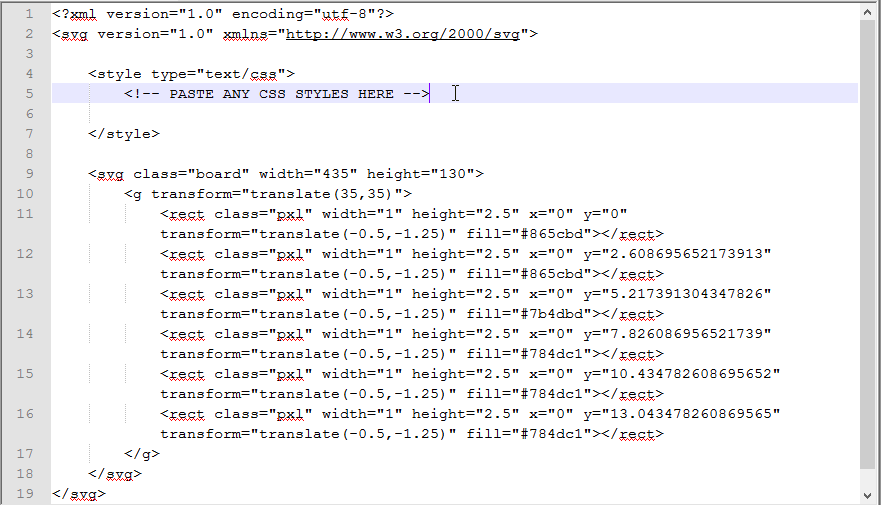 1 <?xml version="1.0" encoding="utf-8"?>
2 <svg version="1.0" xmlns="http://www.w3.org/2000/svg">
3
4 <style type="text/css">
5 <!-- PASTE ANY CSS STYLES HERE -->
6
7 </style>
8
9 <svg class="board" width="435" height="130">
10 <g transform="translate(35,35)">
11 <rect class="pxl" width="1" height="2.5" x="0" y="0"
transform="translate(-0.5,-1.25)" fill="#865cbd"></rect>
12 <rect class="pxl" width="1" height="2.5" x="0" y="2.608695652173913"
transform="translate(-0.5,-1.25)" fill="#865cbd"></rect>
13 <rect class="pxl" width="1" height="2.5" x="0" y="5.217391304347826"
transform="translate(-0.5,-1.25)" fill="#7b4dbd"></rect>
14 <rect class="pxl" width="1" height="2.5" x="0" y="7.826086956521739"
transform="translate(-0.5,-1.25)" fill="#784dc1"></rect>
15 <rect class="pxl" width="1" height="2.5" x="0" y="10.434782608695652"
transform="translate(-0.5,-1.25)" fill="#784dc1"></rect>
16 <rect class="pxl" width="1" height="2.5" x="0" y="13.043478260869565"
transform="translate(-0.5,-1.25)" fill="#784dc1"></rect>
17 </g>
18 </svg>
19 </svg>